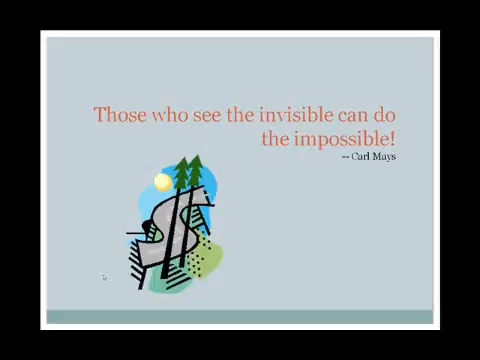 Those who see the invisible can do
the impossible!
-- Carl Mays